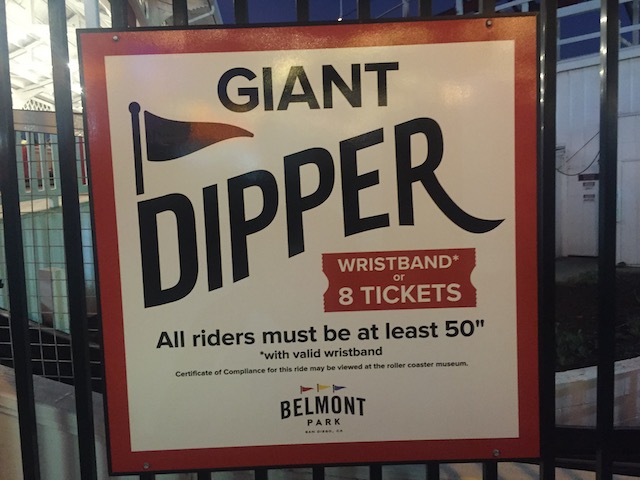 GIANT
DIPPER
WRISTBAND*
or
8 TICKETS
All riders must be at least 50"
*with valid wristband
Certificate of Compliance for this ride may be viewed at the roller coaster museum.
BELMONT
PARK
SAN DIEGO, CA